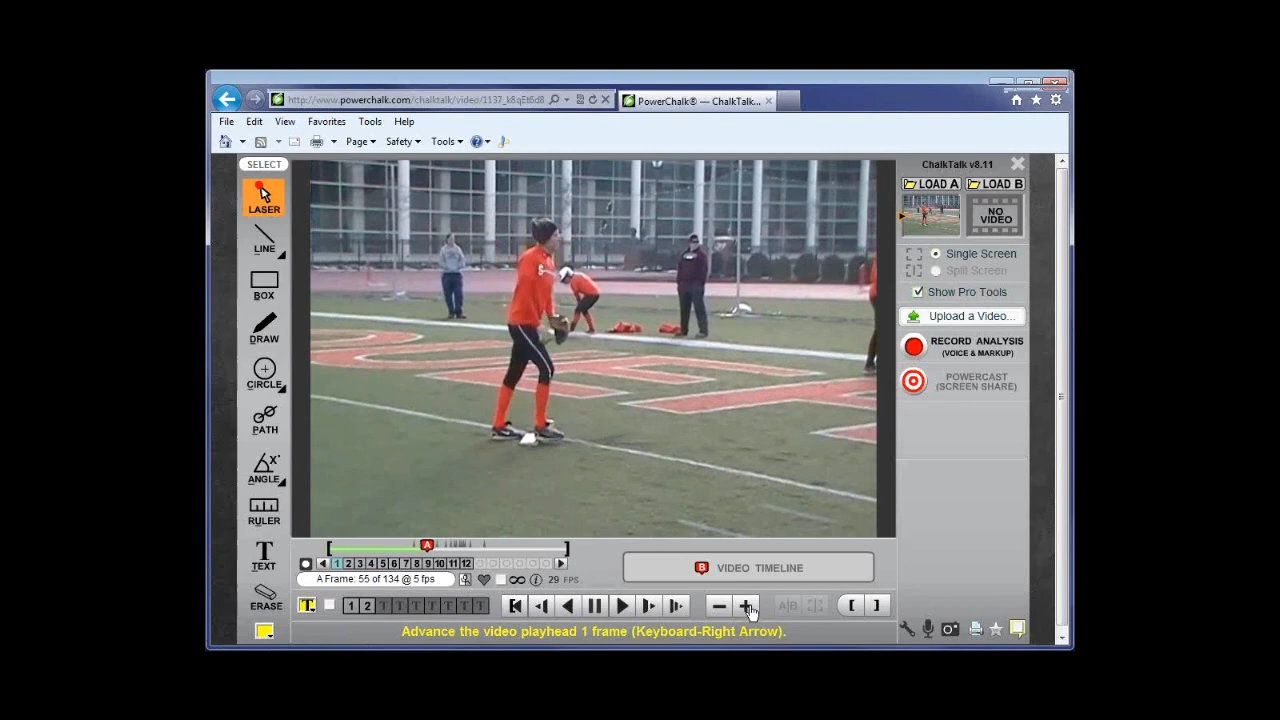 http://www.powerchalk.com/chalktalk/video/1137_k8qEt6d8
PowerChalk® — ChalkTalk...
File Edit View Favorites Tools Help
Page Safety Tools
SELECT
LASER
LINE
BOX
DRAW
CIRCLE
PATH
X°
ANGLE
RULER
T
TEXT
ERASE
ChalkTalk v8.11
LOAD A LOAD B
NO
VIDEO
Single Screen
Split Screen
Show Pro Tools
Upload a Video...
RECORD ANALYSIS
(VOICE & MARKUP)
POWERCAST
(SCREEN SHARE)
A
1 2 3 4 5 6 7 8 9 10 11 12
A Frame: 55 of 134 @ 5 fps
29 FPS
B VIDEO TIMELINE
T 1 2 T T T T T T
A|B
[ ]
Advance the video playhead 1 frame (Keyboard-Right Arrow).